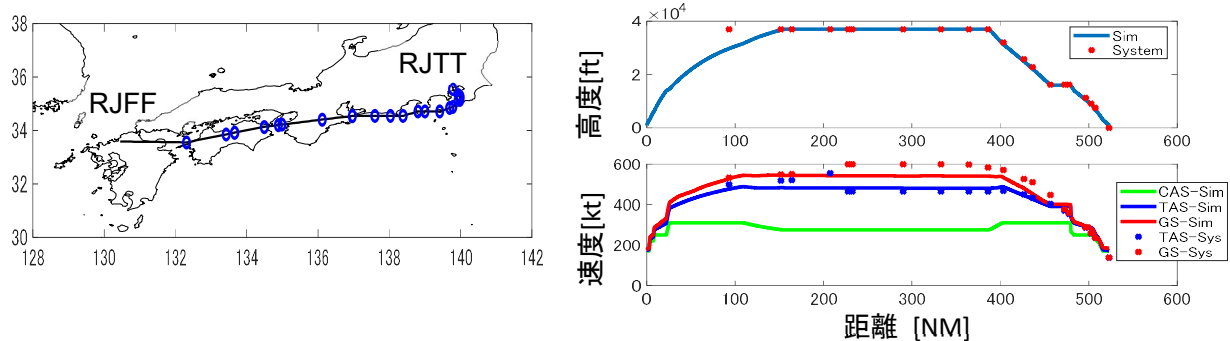 38
36
34
32
30
128
130
132
134
136
138
140
142
RJFF
RJTT
×10⁴
4
2
0
高度[ft]
0
100
200
300
400
500
600
Sim
System
600
400
200
0
速度[kt]
0
100
200
300
400
500
600
距離 [NM]
CAS-Sim
TAS-Sim
GS-Sim
TAS-Sys
GS-Sys